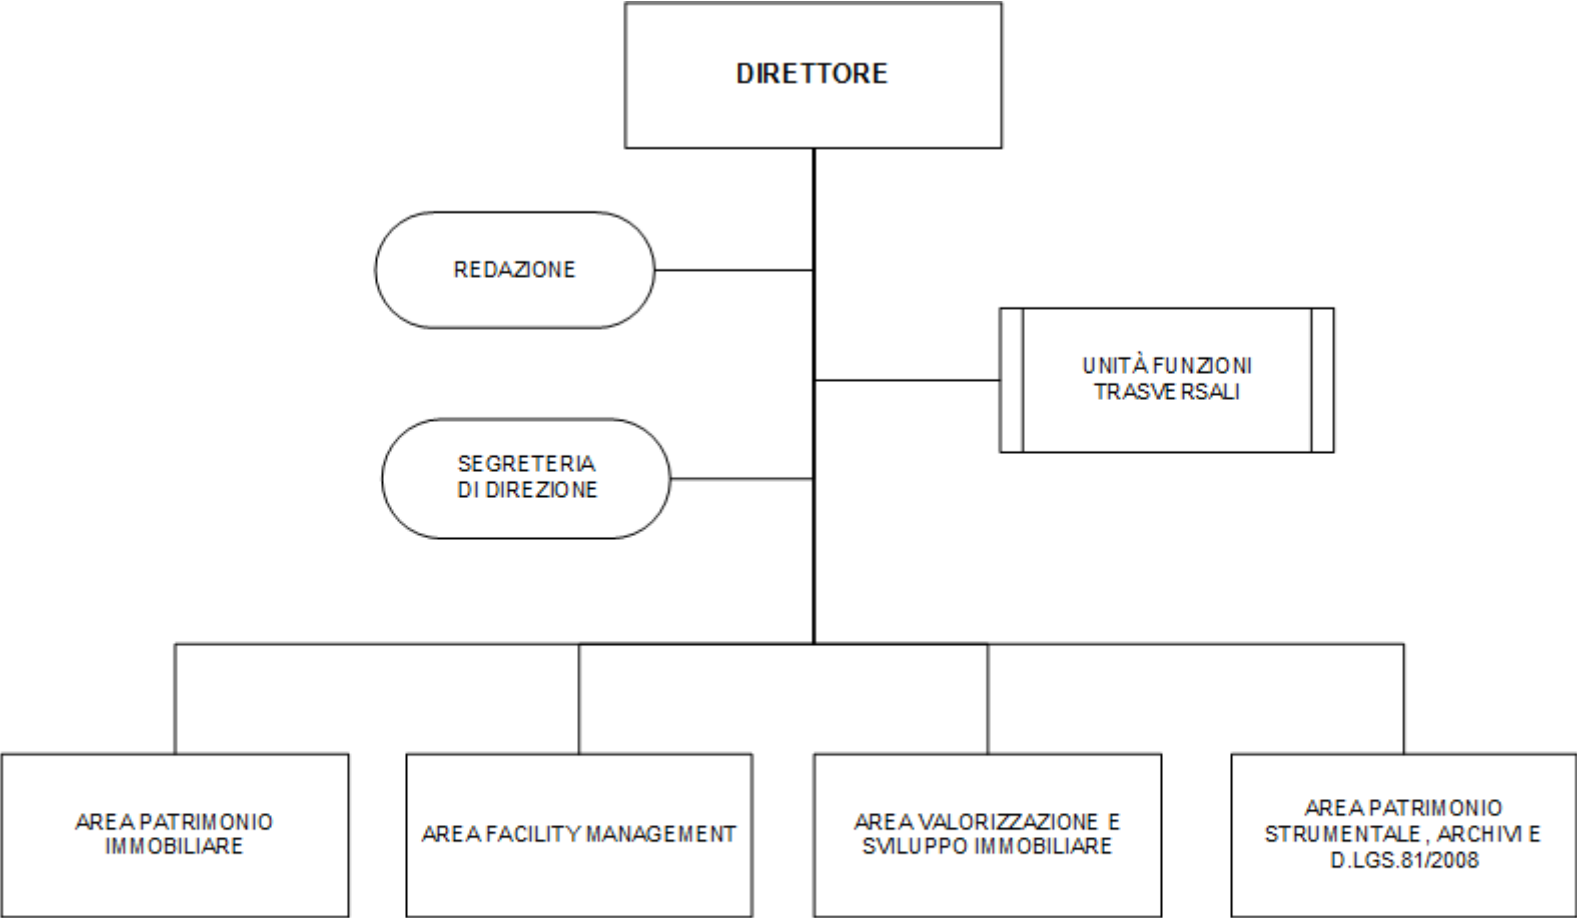 DIRETTORE
REDAZIONE
UNITÀ FUNZIONI
TRASVERSALI
SEGRETERIA
DI DIREZIONE
AREA PATRIMONIO
IMMOBILIARE
AREA FACILITY MANAGEMENT
AREA VALORIZZAZIONE E
SVILUPPO IMMOBILIARE
AREA PATRIMONIO
STRUMENTALE, ARCHIVI E
D.LGS.81/2008